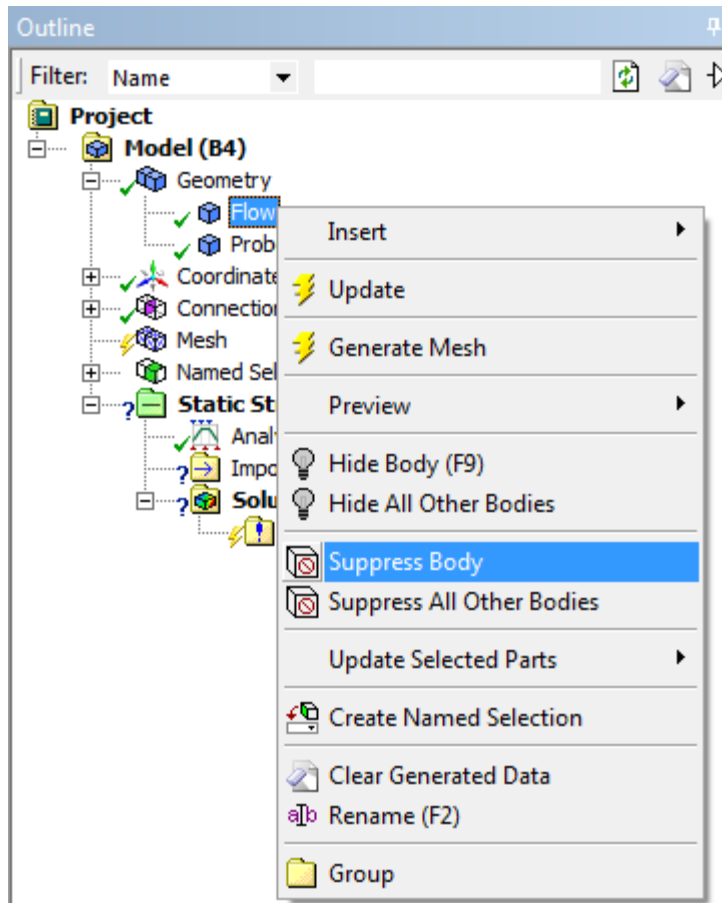 Outline
Filter: Name
Project
Model (B4)
Geometry
Flow
Prob
Coordinate
Connection
Mesh
Named Sel
Static St
Anal
Impo
Solu
Insert
Update
Generate Mesh
Preview
Hide Body (F9)
Hide All Other Bodies
Suppress Body
Suppress All Other Bodies
Update Selected Parts
Create Named Selection
Clear Generated Data
Rename (F2)
Group